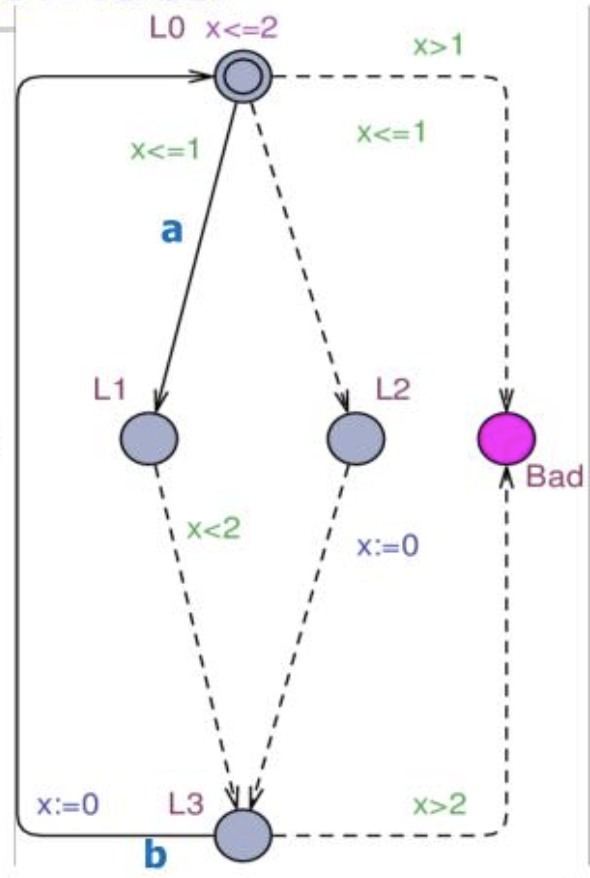 L0 x<=2
x>1
x<=1
x<=1
a
L1
L2
Bad
x<2
x:=0
x:=0
L3
x>2
b